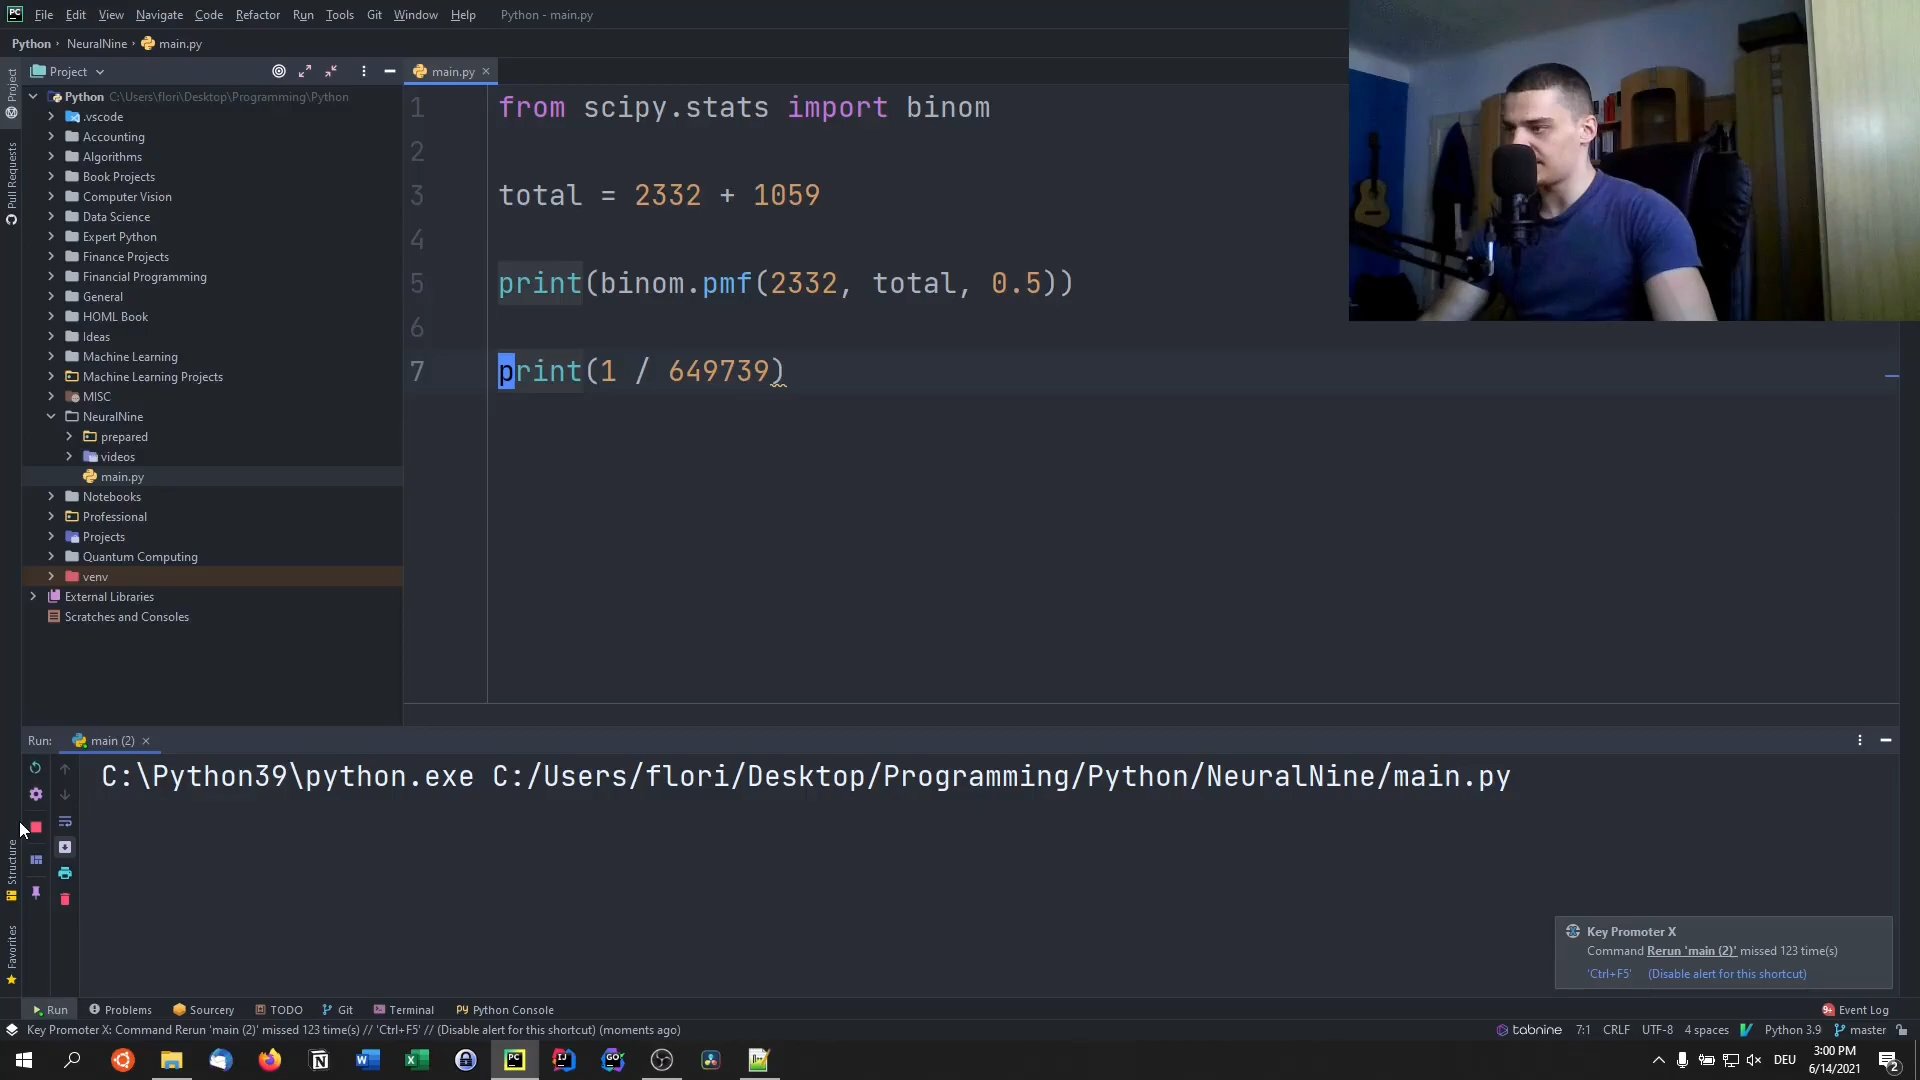 PC File Edit View Navigate Code Refactor Run Tools Git Window Help Python - main.py
Python › NeuralNine › main.py
Project
main.py
Project
Pull Requests
Structure
Favorites
Python C:\Users\flori\Desktop\Programming\Python
.vscode
Accounting
Algorithms
Book Projects
Computer Vision
Data Science
Expert Python
Finance Projects
Financial Programming
General
HOML Book
Ideas
Machine Learning
Machine Learning Projects
MISC
NeuralNine
prepared
videos
main.py
Notebooks
Professional
Projects
Quantum Computing
venv
External Libraries
Scratches and Consoles
1 from scipy.stats import binom
2
3 total = 2332 + 1059
4
5 print(binom.pmf(2332, total, 0.5))
6
7 print(1 / 649739)
Run: main (2)
C:\Python39\python.exe C:/Users/flori/Desktop/Programming/Python/NeuralNine/main.py
Key Promoter X
Command Rerun 'main (2)' missed 123 time(s)
'Ctrl+F5' (Disable alert for this shortcut)
Run Problems Sourcery TODO Git Terminal Python Console Event Log
Key Promoter X: Command Rerun 'main (2)' missed 123 time(s) // 'Ctrl+F5' // (Disable alert for this shortcut) (moments ago) tabnine 7:1 CRLF UTF-8 4 spaces Python 3.9 master
DEU 3:00 PM
6/14/2021
2